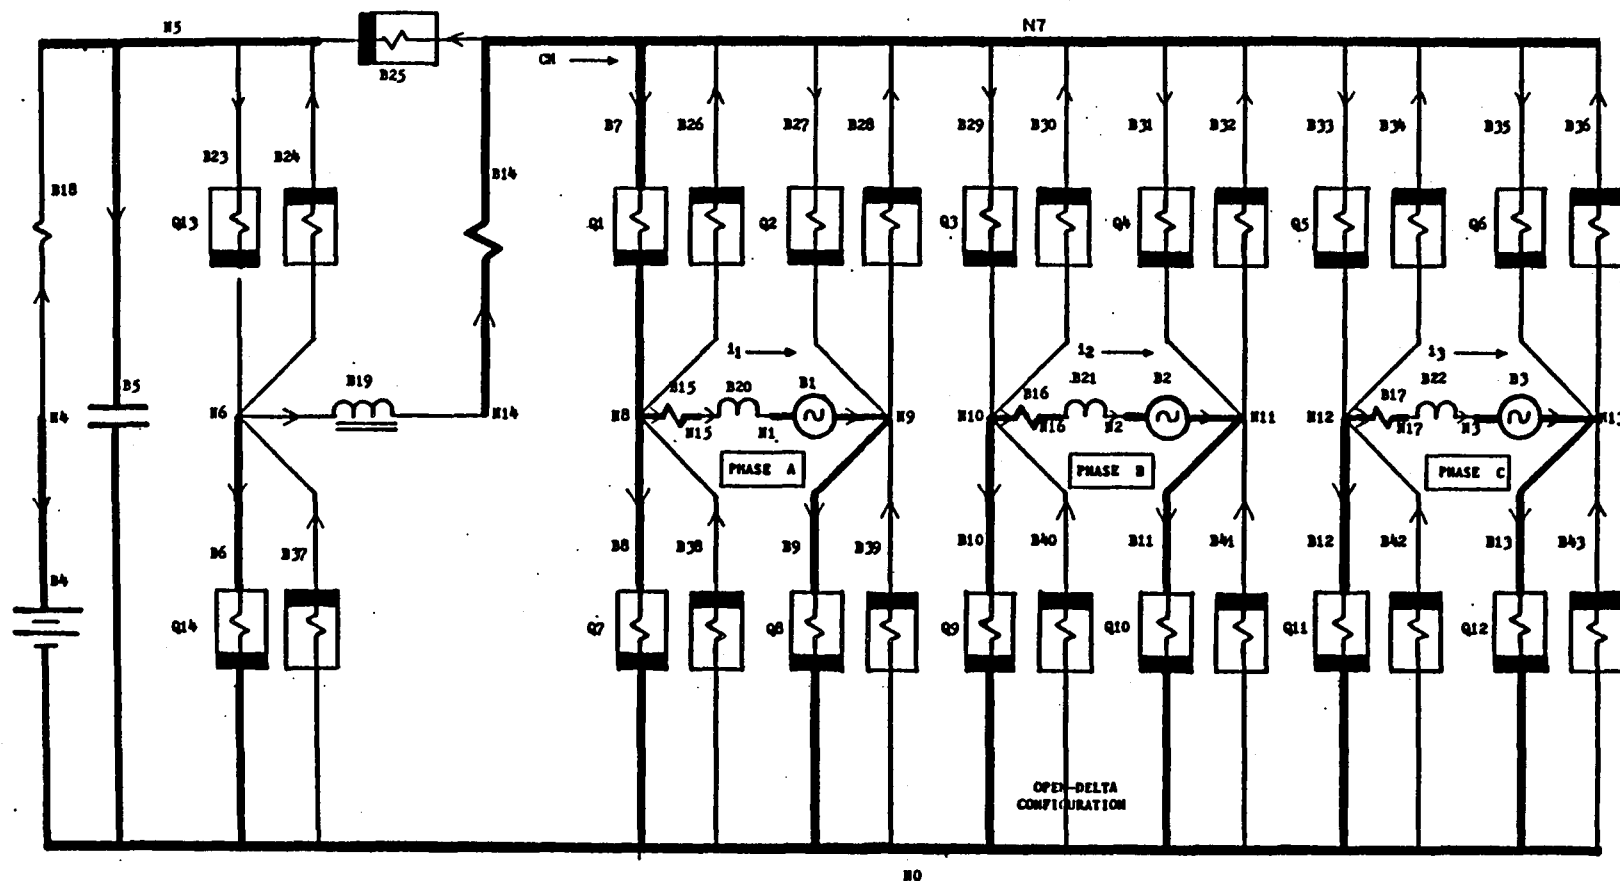 N5
N7
B25
CM
B7
B26
B27
B28
B29
B30
B31
B32
B33
B34
B35
B36
B23
B24
B14
B18
Q13
Q1
Q2
Q3
Q4
Q5
Q6
i1
i2
i3
B5
B19
B15
B20
B1
B16
B21
B2
B17
B22
B3
N4
N6
N14
N8
N9
N10
N11
N12
N13
N15
N1
N16
N2
N17
N3
PHASE A
PHASE B
PHASE C
B4
B6
B37
B8
B38
B9
B39
B10
B40
B11
B41
B12
B42
B13
B43
Q14
Q7
Q8
Q9
Q10
Q11
Q12
OPEN-DELTA
CONFIGURATION
N0